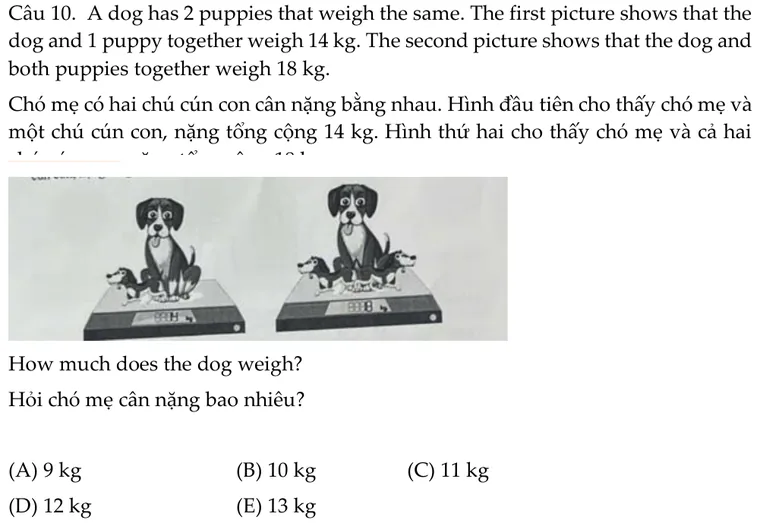 Câu 10. A dog has 2 puppies that weigh the same. The first picture shows that the
dog and 1 puppy together weigh 14 kg. The second picture shows that the dog and
both puppies together weigh 18 kg.
Chó mẹ có hai chú cún con cân nặng bằng nhau. Hình đầu tiên cho thấy chó mẹ và
một chú cún con, nặng tổng cộng 14 kg. Hình thứ hai cho thấy chó mẹ và cả hai
How much does the dog weigh?
Hỏi chó mẹ cân nặng bao nhiêu?
(A) 9 kg (B) 10 kg (C) 11 kg
(D) 12 kg (E) 13 kg